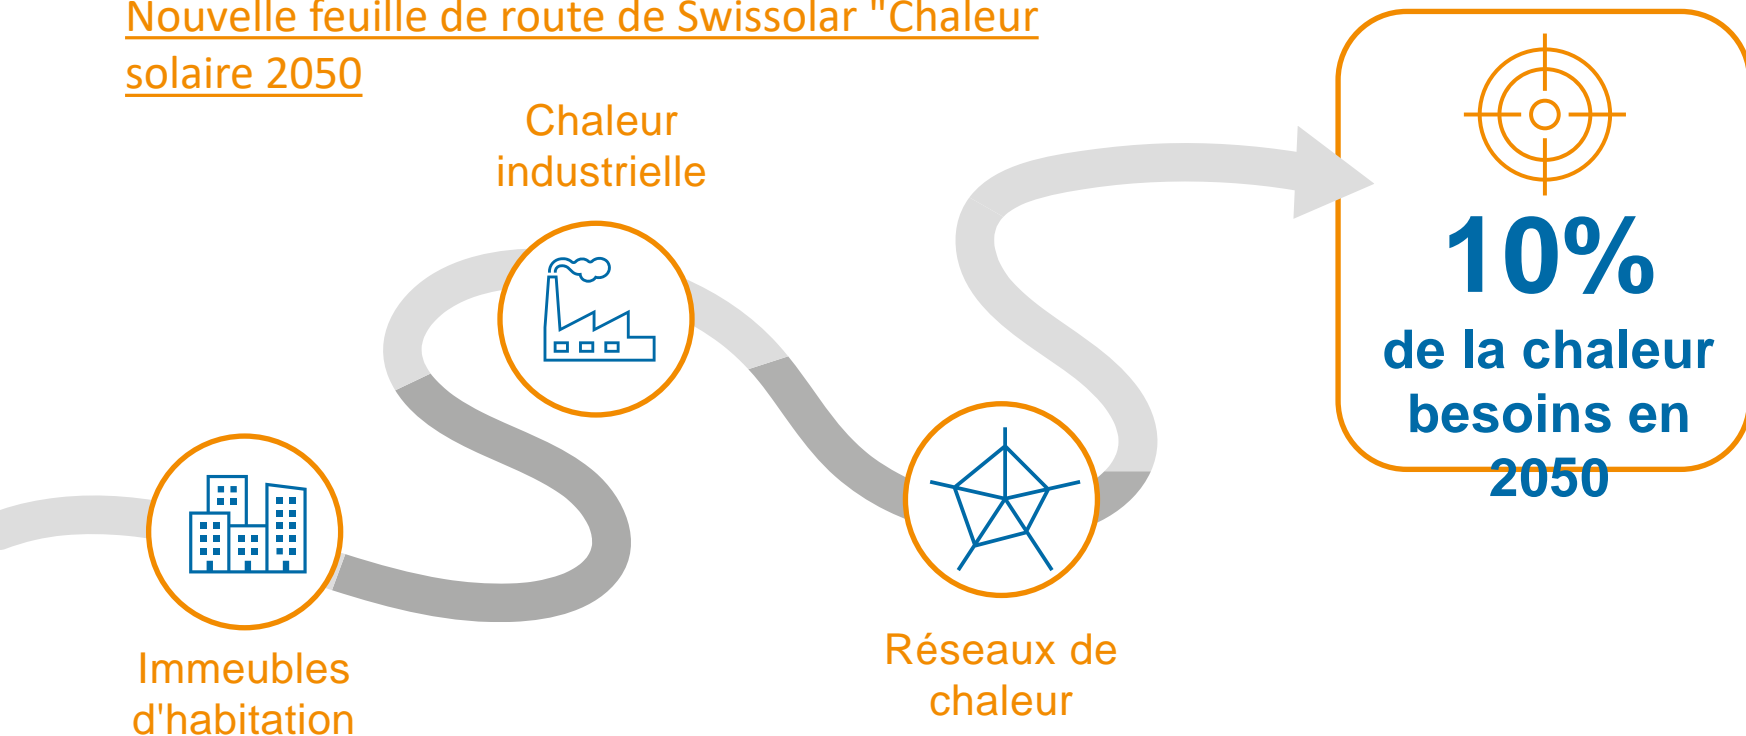 Nouvelle feuille de route de Swissolar "Chaleur
solaire 2050
Chaleur
industrielle
10%
de la chaleur
besoins en
2050
Réseaux de
chaleur
Immeubles
d'habitation